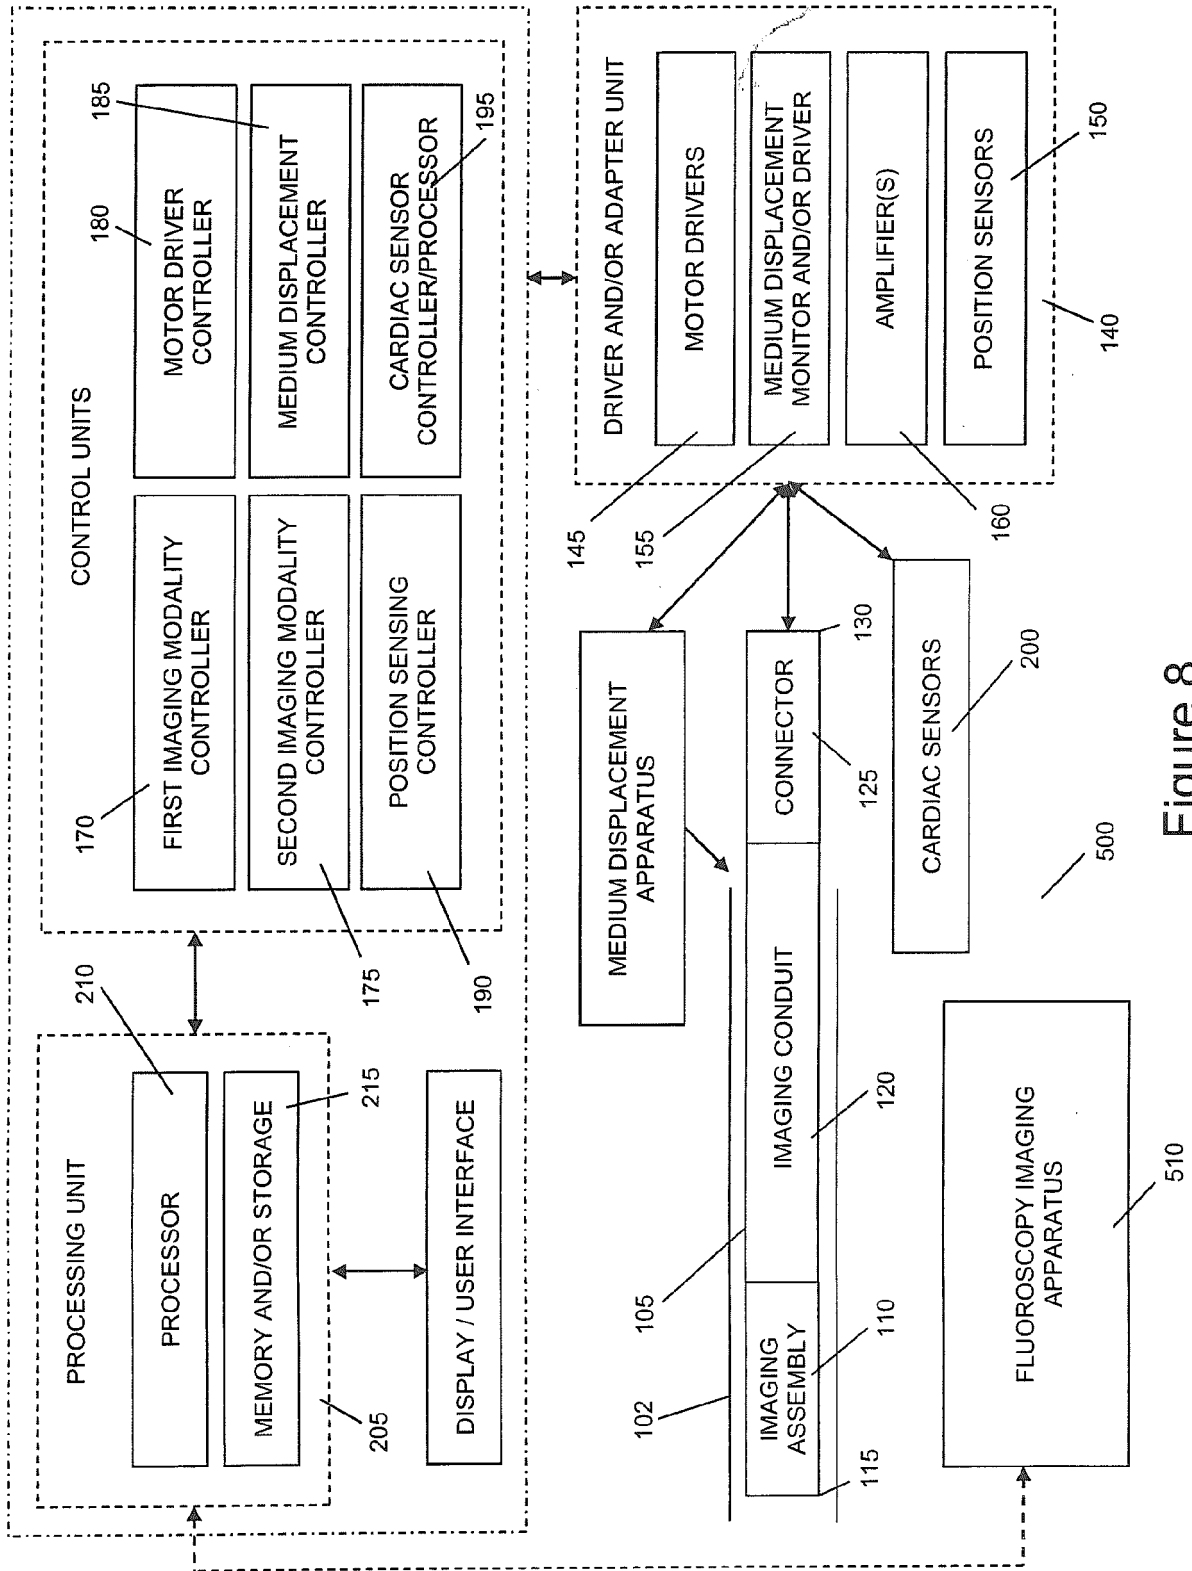 PROCESSING UNIT
PROCESSOR
210
MEMORY AND/OR STORAGE
215
205
DISPLAY / USER INTERFACE
CONTROL UNITS
170
FIRST IMAGING MODALITY
CONTROLLER
180
MOTOR DRIVER
CONTROLLER
SECOND IMAGING MODALITY
CONTROLLER
175
185
MEDIUM DISPLACEMENT
CONTROLLER
POSITION SENSING
CONTROLLER
190
CARDIAC SENSOR
CONTROLLER/PROCESSOR
195
MEDIUM DISPLACEMENT
APPARATUS
102
105
IMAGING
ASSEMBLY
110
115
IMAGING CONDUIT
120
CONNECTOR
125
130
CARDIAC SENSORS
200
DRIVER AND/OR ADAPTER UNIT
145
MOTOR DRIVERS
155
MEDIUM DISPLACEMENT
MONITOR AND/OR DRIVER
AMPLIFIER(S)
160
POSITION SENSORS
150
140
FLUOROSCOPY IMAGING
APPARATUS
510
500
Figure 8